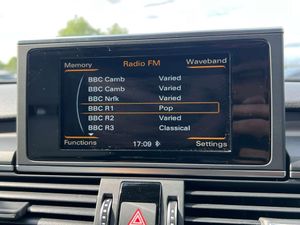 Memory Radio FM Waveband
BBC Camb Varied
BBC Camb Varied
BBC Nrfk Varied
BBC R1 Pop
BBC R2 Varied
BBC R3 Classical
Functions 17:09 Settings